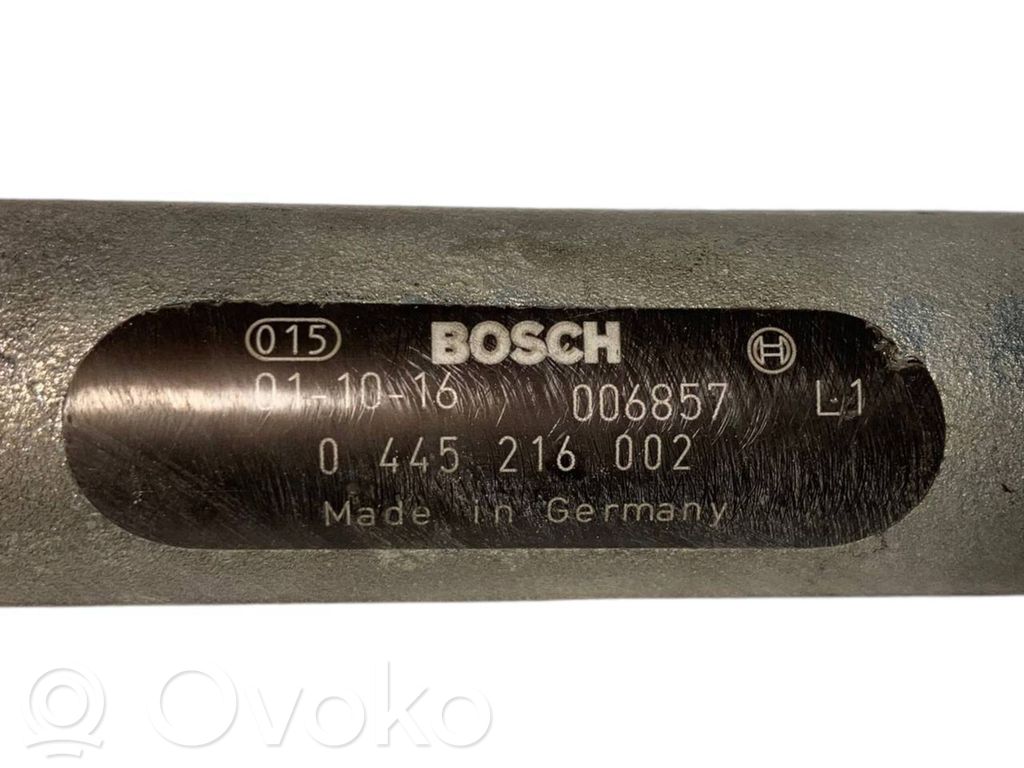 015 BOSCH
01-10-16 006857 L1
0 445 216 002
Made in Germany
Ovoko